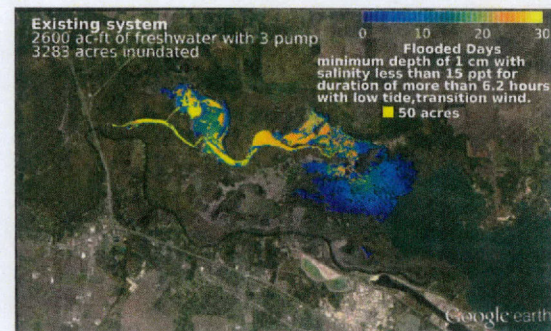 Existing system
2600 ac-ft of freshwater with 3 pump
3283 acres inundated
0 10 20 30
Flooded Days
minimum depth of 1 cm with
salinity less than 15 ppt for
duration of more than 6.2 hours
with low tide,transition wind.
50 acres
Google earth